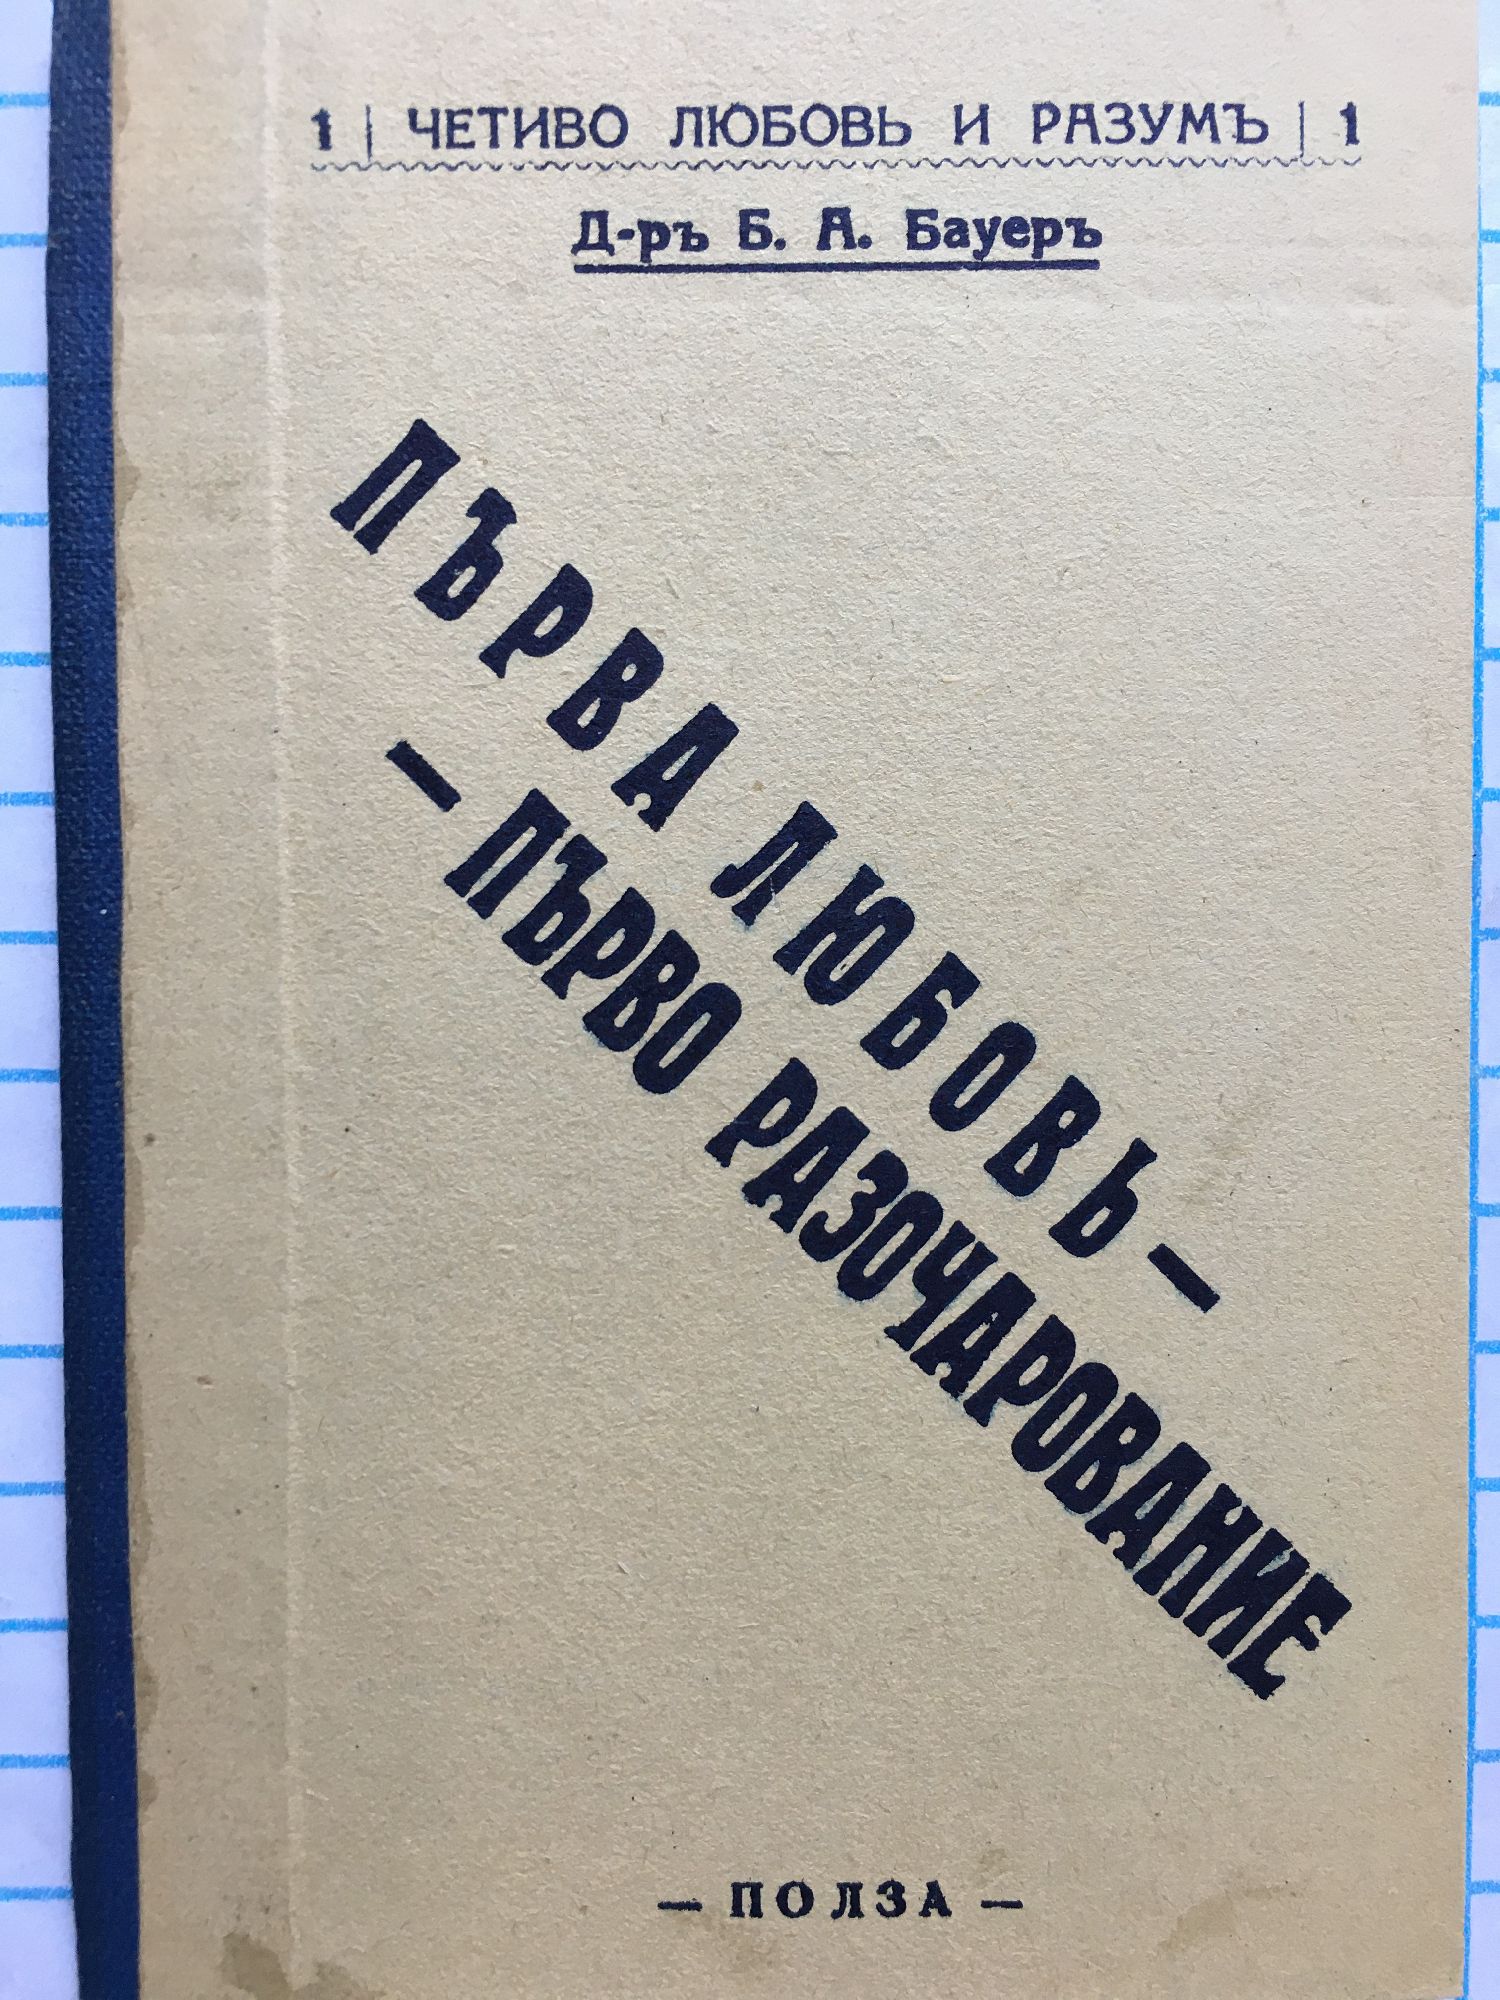 1 | ЧЕТИВО ЛЮБОВЬ И РАЗУМЪ | 1
Д-ръ Б. А. Бауеръ
ПЪРВА ЛЮБОВЬ –
– ПЪРВО РАЗОЧАРОВАНИЕ
— ПОЛЗА —